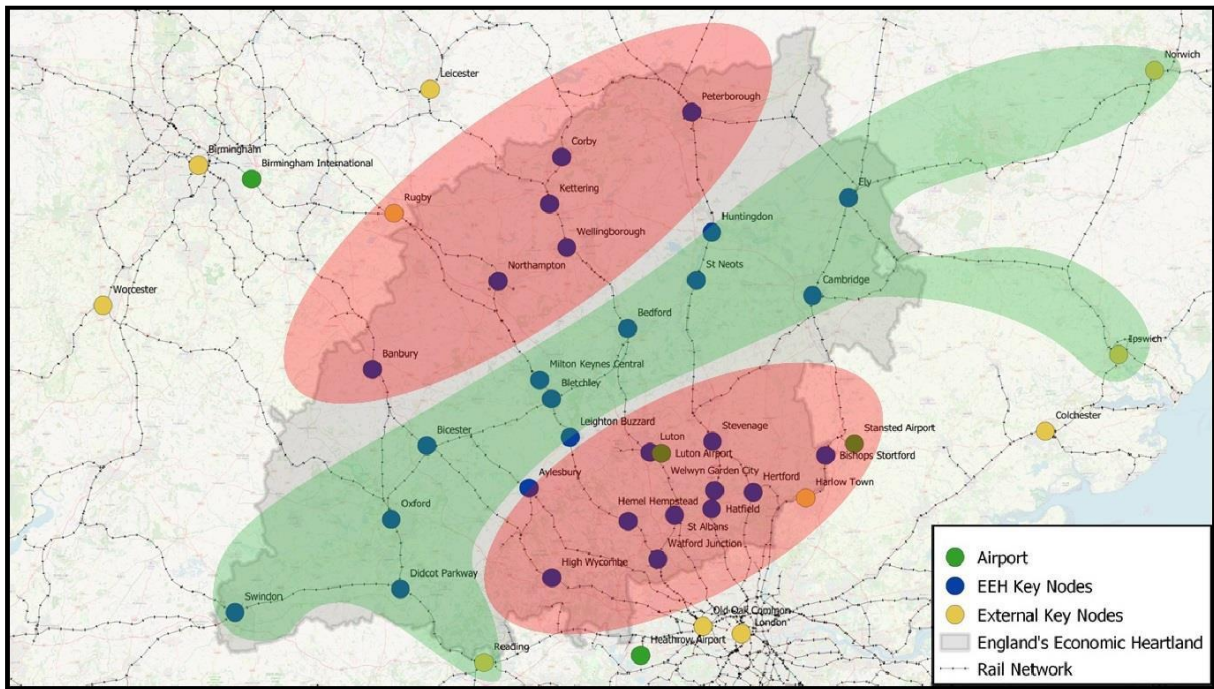 Norwich
Leicester
Peterborough
Corby
Birmingham
Birmingham International
Ely
Kettering
Rugby
Huntingdon
Wellingborough
Northampton
St Neots
Cambridge
Worcester
Bedford
Ipswich
Banbury
Milton Keynes Central
Bletchley
Colchester
Leighton Buzzard
Stevenage
Bicester
Luton
Stansted Airport
Luton Airport
Bishops Stortford
Aylesbury
Welwyn Garden City
Hertford
Harlow Town
Hemel Hempstead
Hatfield
Oxford
St Albans
Watford Junction
High Wycombe
Didcot Parkway
Swindon
Old Oak Common
London
Heathrow Airport
Reading
Airport
EEH Key Nodes
External Key Nodes
England's Economic Heartland
Rail Network